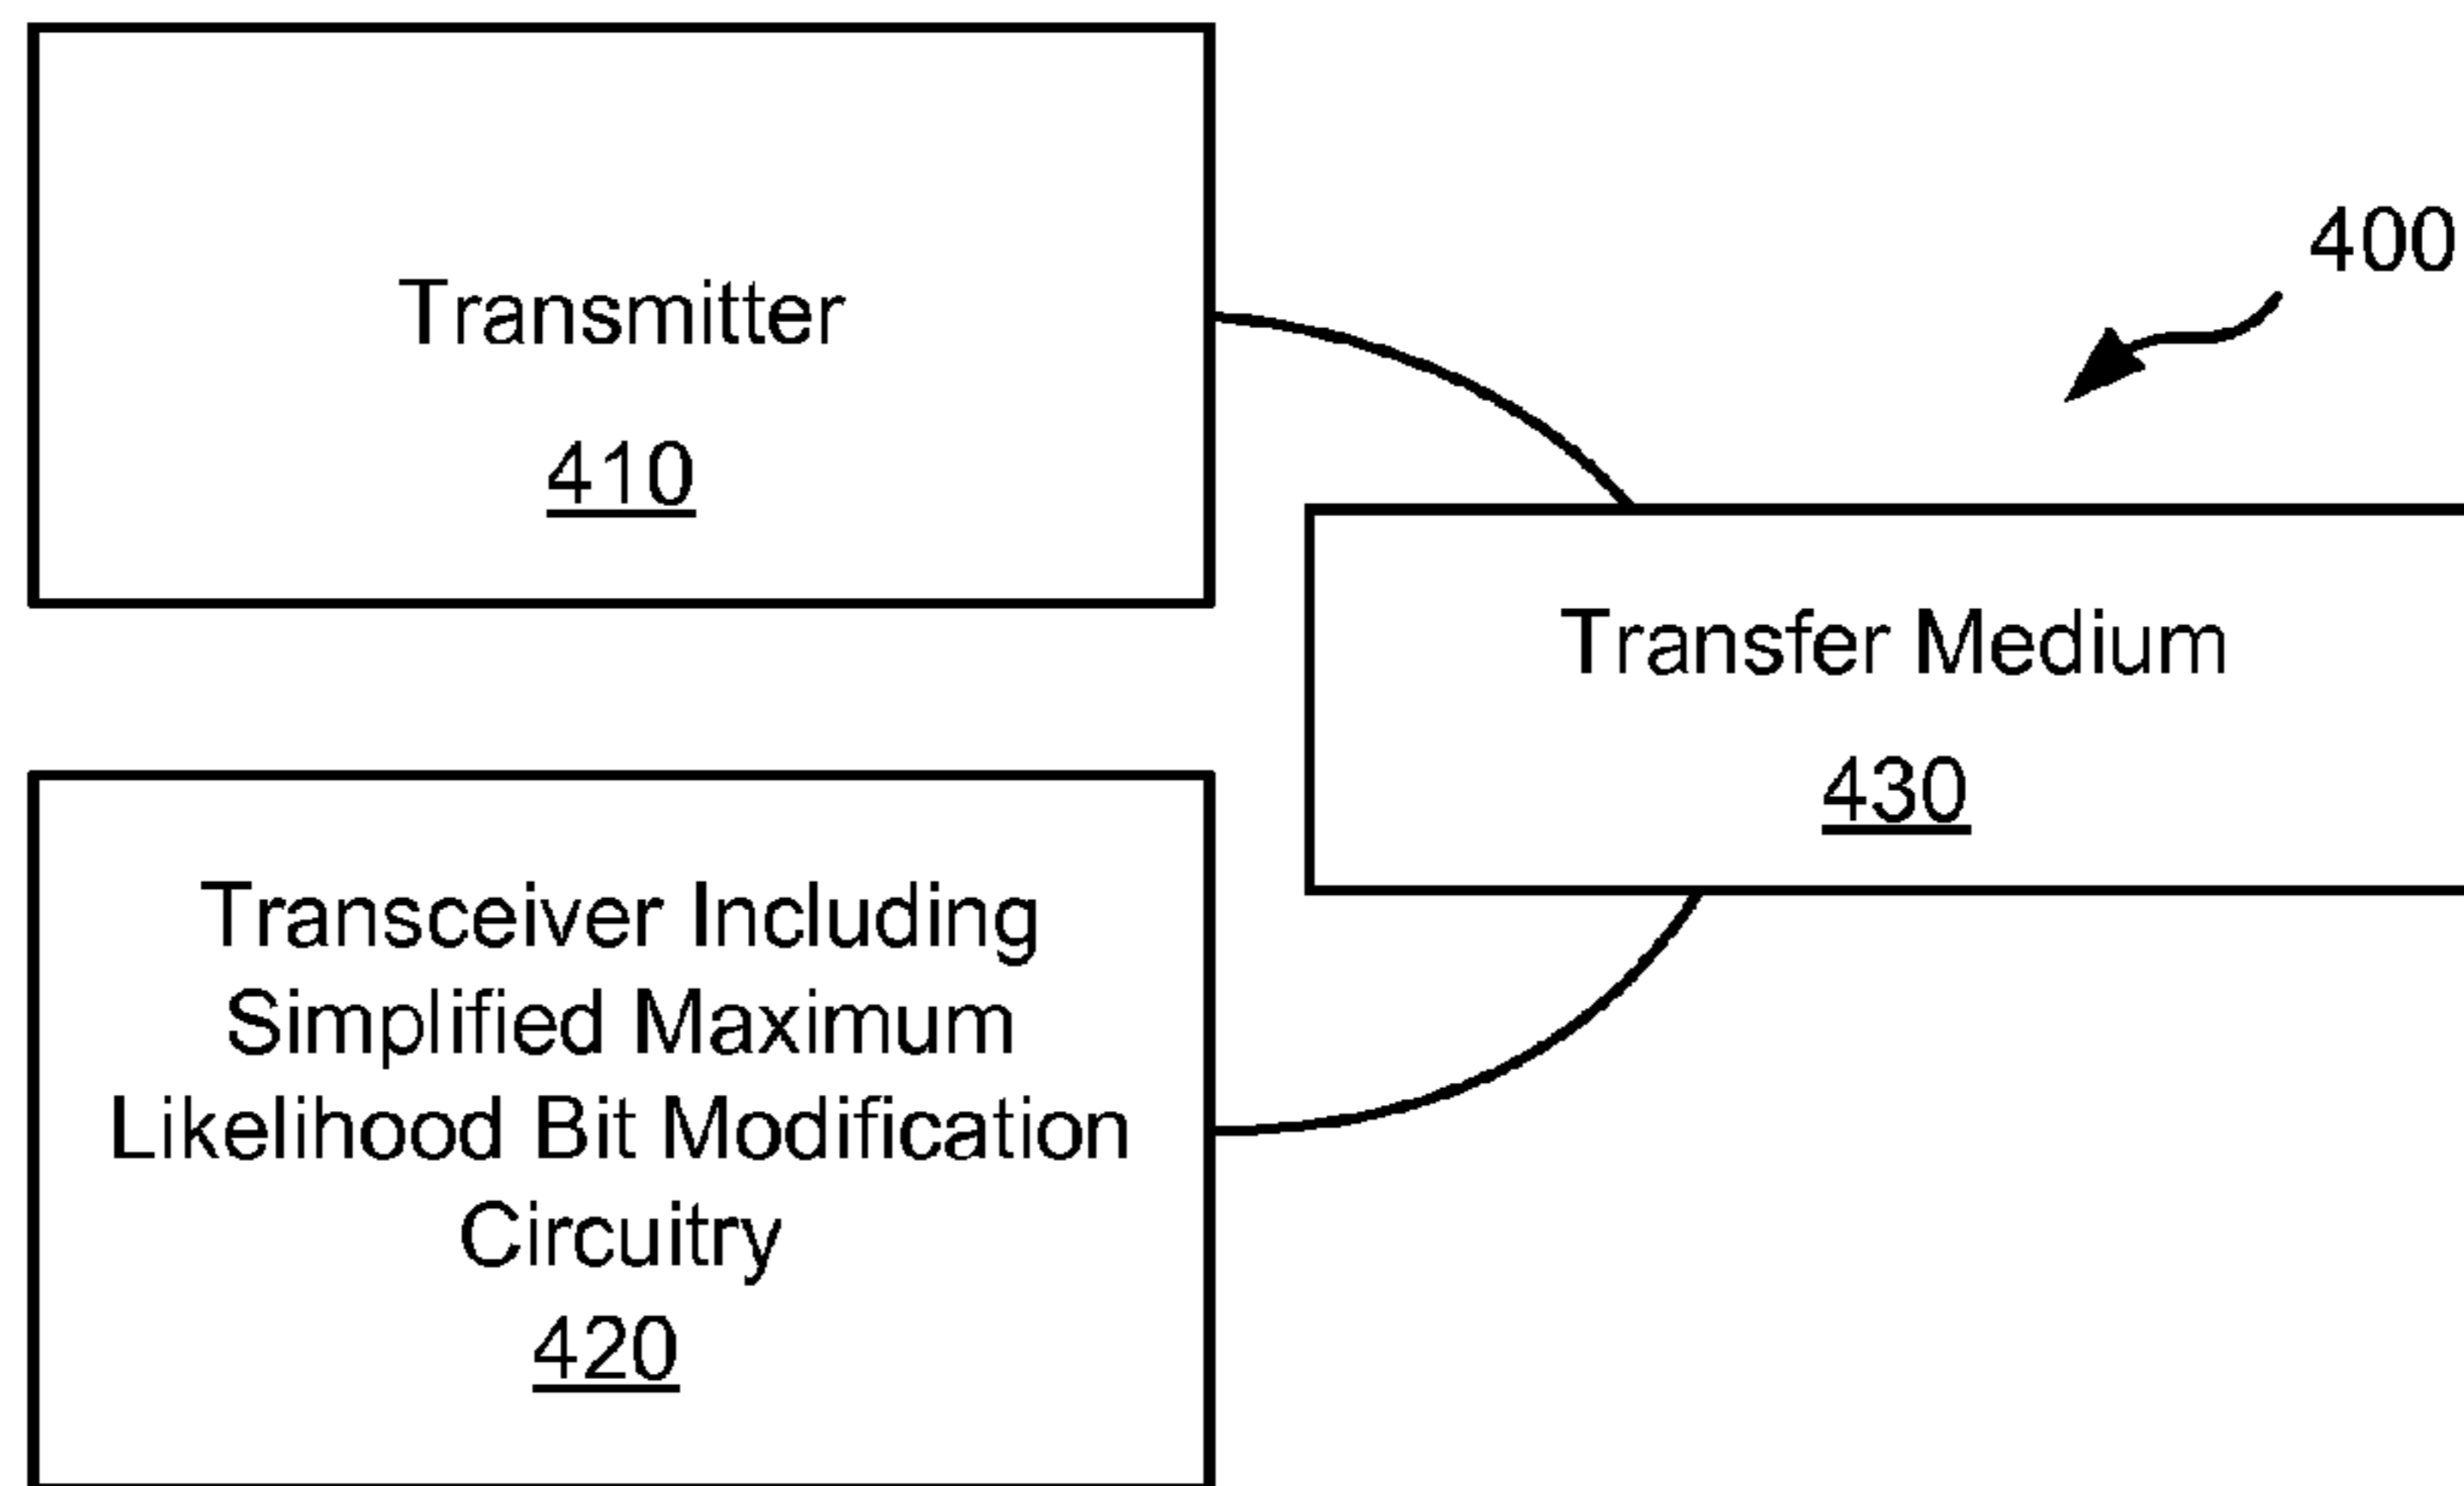 Transmitter
410
400
Transfer Medium
430
Transceiver Including
Simplified Maximum
Likelihood Bit Modification
Circuitry
420